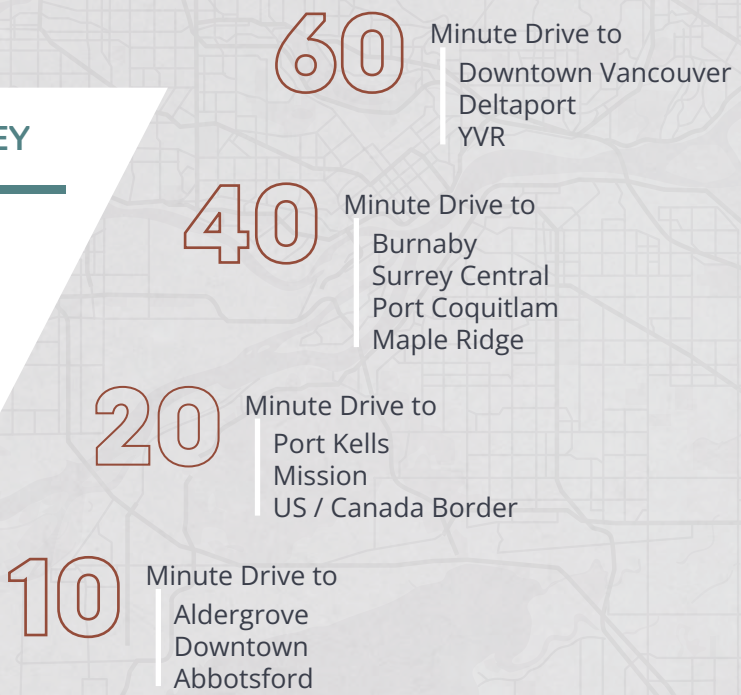 EY
60
Minute Drive to
Downtown Vancouver
Deltaport
YVR
40
Minute Drive to
Burnaby
Surrey Central
Port Coquitlam
Maple Ridge
20
Minute Drive to
Port Kells
Mission
US / Canada Border
10
Minute Drive to
Aldergrove
Downtown
Abbotsford